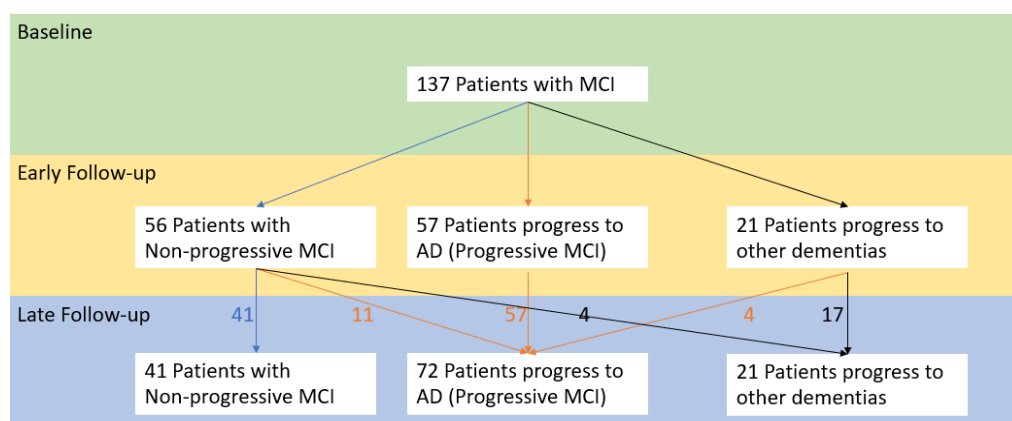 Baseline
137 Patients with MCI
Early Follow-up
56 Patients with
Non-progressive MCI
57 Patients progress to
AD (Progressive MCI)
21 Patients progress to
other dementias
Late Follow-up
41
11
57
4
4
17
41 Patients with
Non-progressive MCI
72 Patients progress to
AD (Progressive MCI)
21 Patients progress to
other dementias